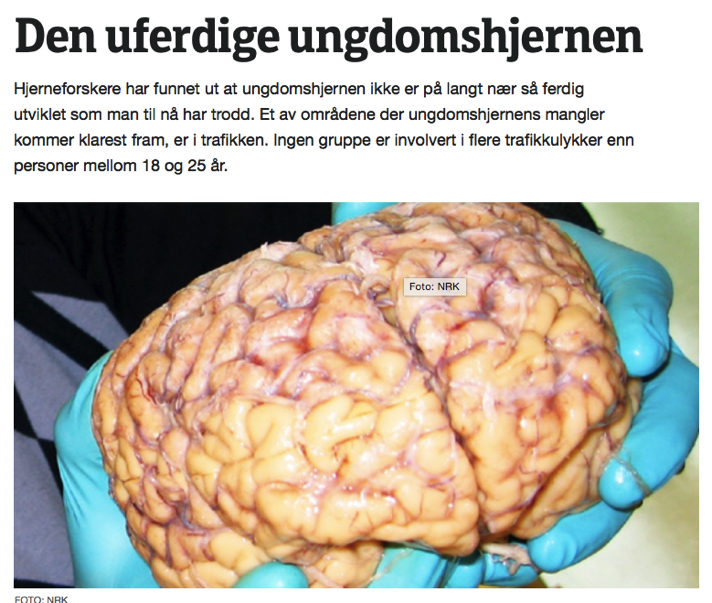 Den uferdige ungdomshjernen
Hjerneforskere har funnet ut at ungdomshjernen ikke er på langt nær så ferdig
utviklet som man til nå har trodd. Et av områdene der ungdomshjernens mangler
kommer klarest fram, er i trafikken. Ingen gruppe er involvert i flere trafikkulykker enn
personer mellom 18 og 25 år.
Foto: NRK
FOTO: NRK